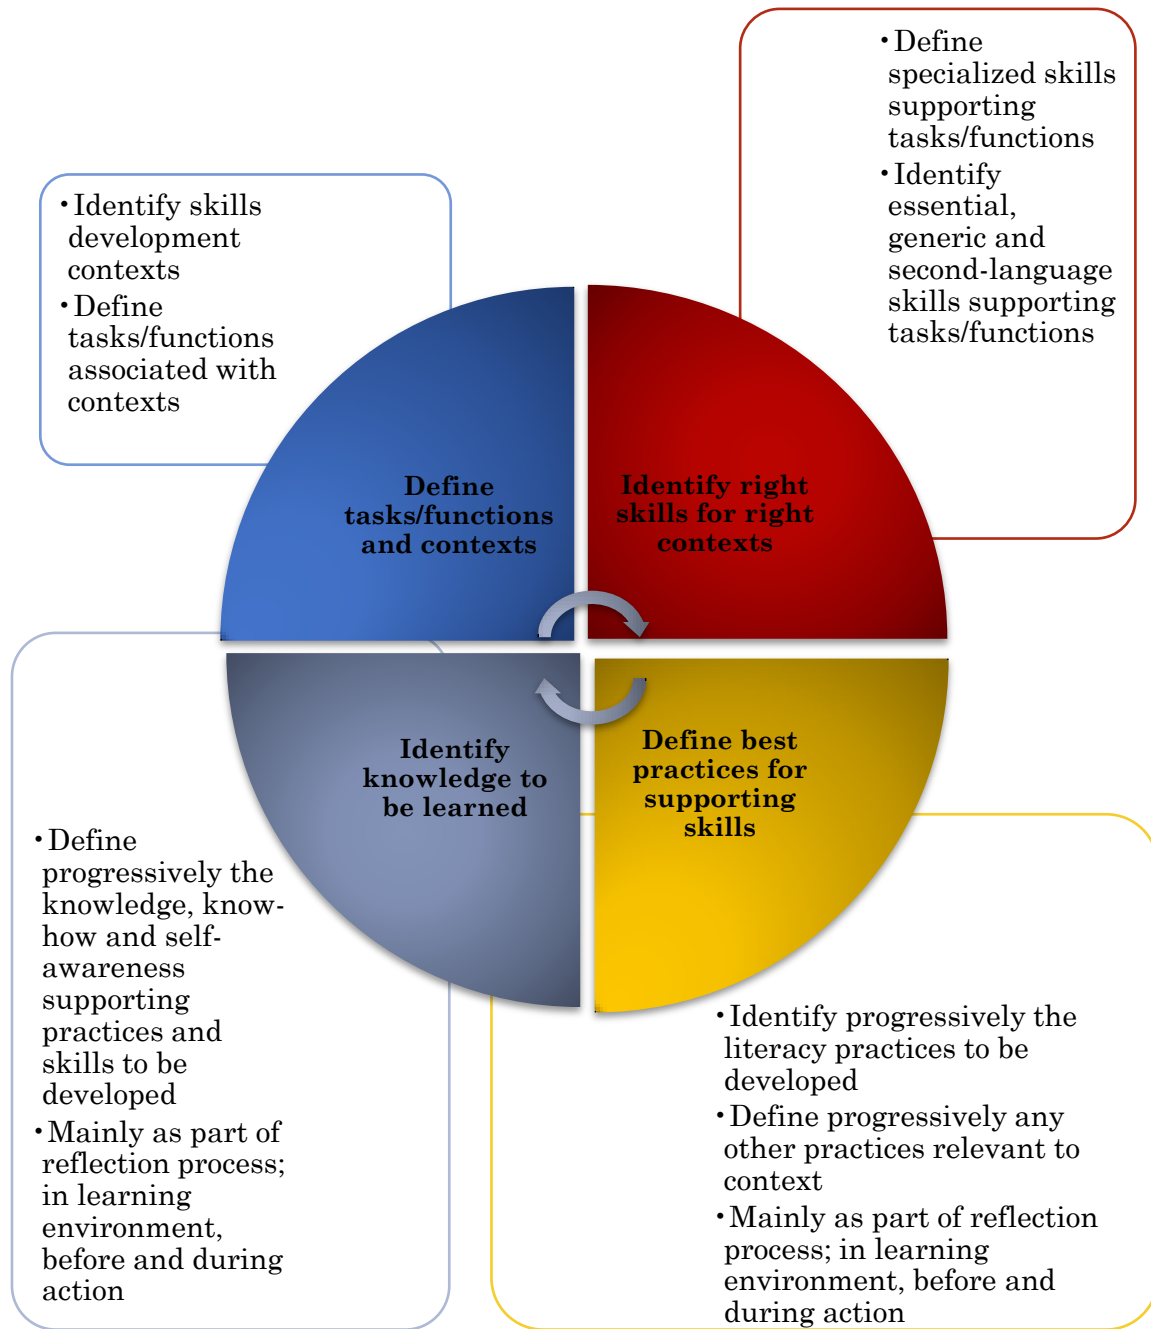 • Define
specialized skills
supporting
tasks/functions
• Identify
essential,
generic and
second-language
skills supporting
tasks/functions
• Identify skills
development
contexts
• Define
tasks/functions
associated with
contexts
Define
tasks/functions
and contexts
Identify right
skills for right
contexts
Identify
knowledge to
be learned
Define best
practices for
supporting
skills
• Define
progressively the
knowledge, know-
how and self-
awareness
supporting
practices and
skills to be
developed
• Mainly as part of
reflection process;
in learning
environment,
before and during
action
• Identify progressively the
literacy practices to be
developed
• Define progressively any
other practices relevant to
context
• Mainly as part of reflection
process; in learning
environment, before and
during action